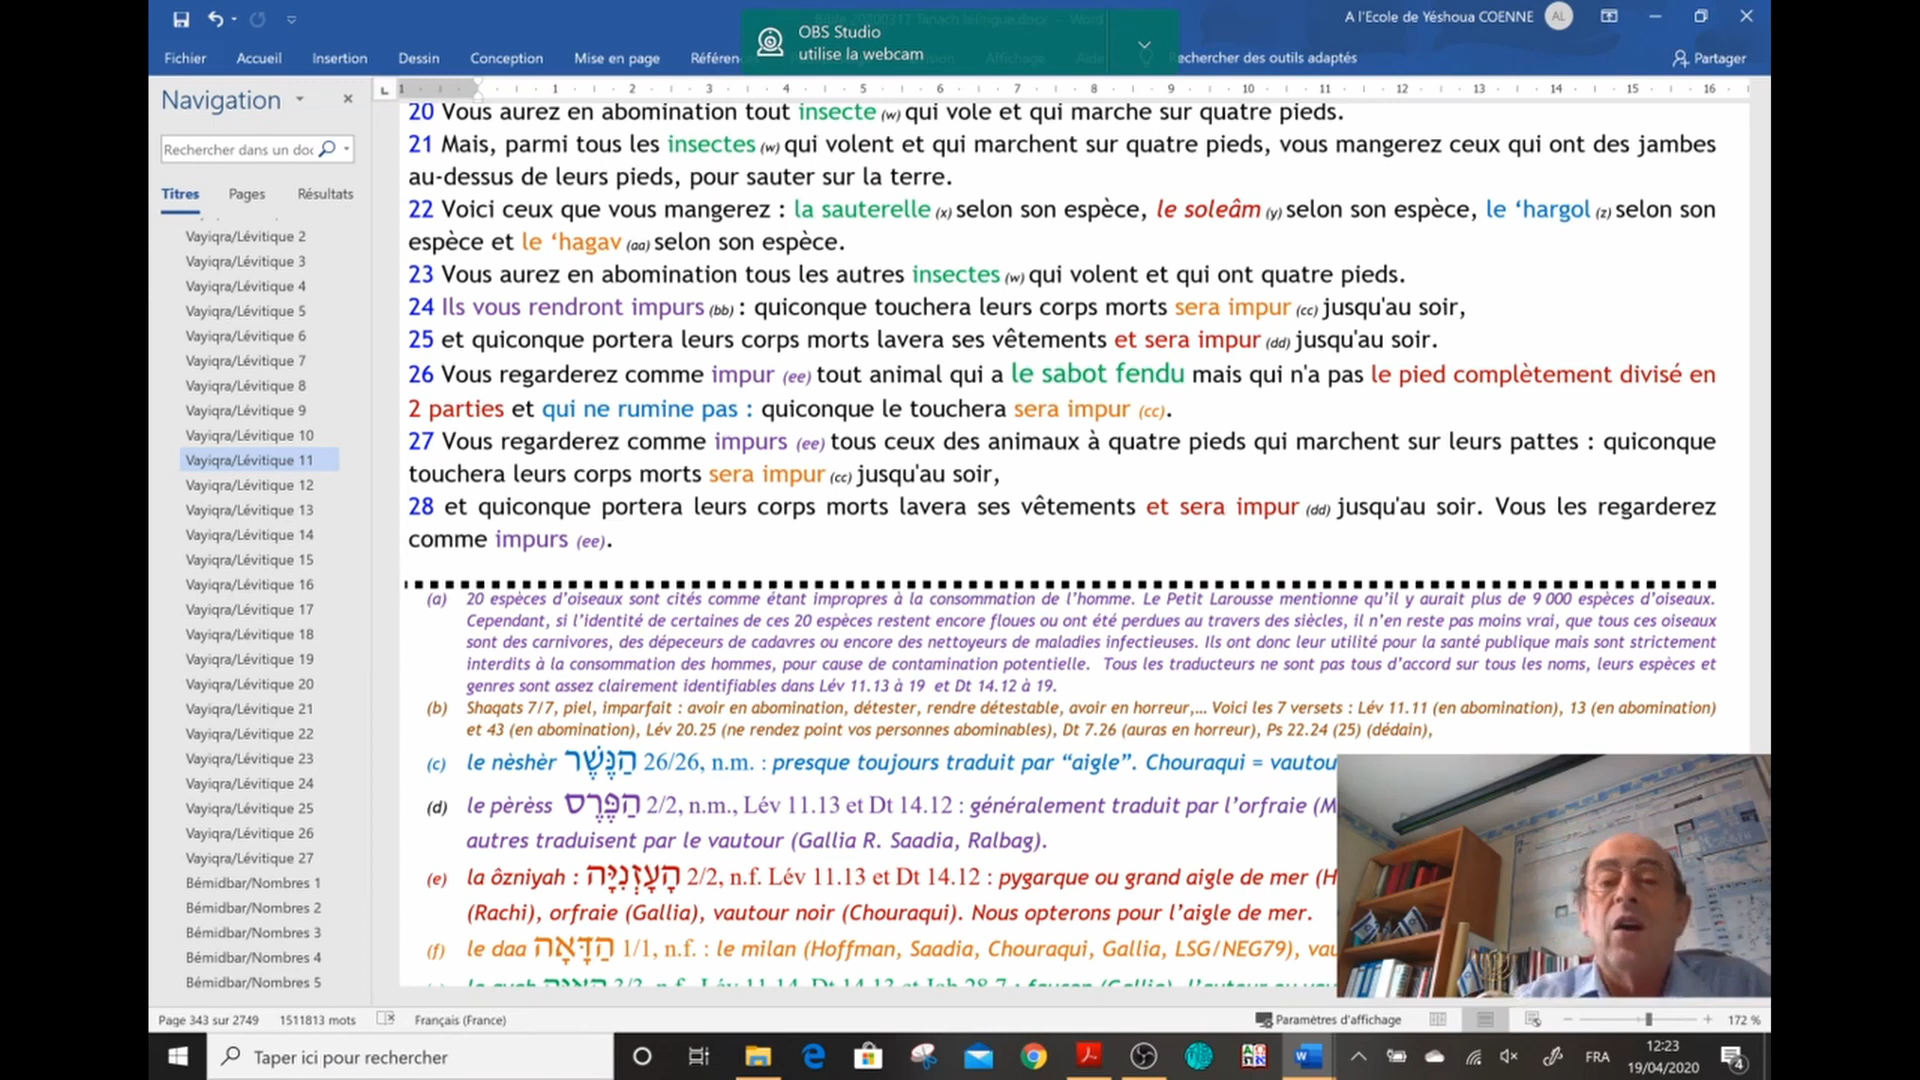 OBS Studio
utilise la webcam
A l'Ecole de Yéshoua COENNE
AL
Fichier Accueil Insertion Dessin Conception Mise en page Référen
Rechercher des outils adaptés
Partager
Navigation
Rechercher dans un doc
Titres Pages Résultats
Vayiqra/Lévitique 2
Vayiqra/Lévitique 3
Vayiqra/Lévitique 4
Vayiqra/Lévitique 5
Vayiqra/Lévitique 6
Vayiqra/Lévitique 7
Vayiqra/Lévitique 8
Vayiqra/Lévitique 9
Vayiqra/Lévitique 10
Vayiqra/Lévitique 11
Vayiqra/Lévitique 12
Vayiqra/Lévitique 13
Vayiqra/Lévitique 14
Vayiqra/Lévitique 15
Vayiqra/Lévitique 16
Vayiqra/Lévitique 17
Vayiqra/Lévitique 18
Vayiqra/Lévitique 19
Vayiqra/Lévitique 20
Vayiqra/Lévitique 21
Vayiqra/Lévitique 22
Vayiqra/Lévitique 23
Vayiqra/Lévitique 24
Vayiqra/Lévitique 25
Vayiqra/Lévitique 26
Vayiqra/Lévitique 27
Bémidbar/Nombres 1
Bémidbar/Nombres 2
Bémidbar/Nombres 3
Bémidbar/Nombres 4
Bémidbar/Nombres 5
1 1 2 3 4 5 6 7 8 9 10 11 12 13 14 15 16
20 Vous aurez en abomination tout insecte (w) qui vole et qui marche sur quatre pieds.
21 Mais, parmi tous les insectes (w) qui volent et qui marchent sur quatre pieds, vous mangerez ceux qui ont des jambes
au-dessus de leurs pieds, pour sauter sur la terre.
22 Voici ceux que vous mangerez : la sauterelle (x) selon son espèce, le soleâm (y) selon son espèce, le ‘hargol (z) selon son
espèce et le ‘hagav (aa) selon son espèce.
23 Vous aurez en abomination tous les autres insectes (w) qui volent et qui ont quatre pieds.
24 Ils vous rendront impurs (bb) : quiconque touchera leurs corps morts sera impur (cc) jusqu'au soir,
25 et quiconque portera leurs corps morts lavera ses vêtements et sera impur (dd) jusqu'au soir.
26 Vous regarderez comme impur (ee) tout animal qui a le sabot fendu mais qui n'a pas le pied complètement divisé en
2 parties et qui ne rumine pas : quiconque le touchera sera impur (cc).
27 Vous regarderez comme impurs (ee) tous ceux des animaux à quatre pieds qui marchent sur leurs pattes : quiconque
touchera leurs corps morts sera impur (cc) jusqu'au soir,
28 et quiconque portera leurs corps morts lavera ses vêtements et sera impur (dd) jusqu'au soir. Vous les regarderez
comme impurs (ee).
(a) 20 espèces d’oiseaux sont cités comme étant impropres à la consommation de l’homme. Le Petit Larousse mentionne qu’il y aurait plus de 9 000 espèces d’oiseaux.
Cependant, si l’identité de certaines de ces 20 espèces restent encore floues ou ont été perdues au travers des siècles, il n’en reste pas moins vrai, que tous ces oiseaux
sont des carnivores, des dépeceurs de cadavres ou encore des nettoyeurs de maladies infectieuses. Ils ont donc leur utilité pour la santé publique mais sont strictement
interdits à la consommation des hommes, pour cause de contamination potentielle. Tous les traducteurs ne sont pas tous d’accord sur tous les noms, leurs espèces et
genres sont assez clairement identifiables dans Lév 11.13 à 19 et Dt 14.12 à 19.
(b) Shaqats 7/7, piel, imparfait : avoir en abomination, détester, rendre détestable, avoir en horreur,... Voici les 7 versets : Lév 11.11 (en abomination), 13 (en abomination)
et 43 (en abomination), Lév 20.25 (ne rendez point vos personnes abominables), Dt 7.26 (auras en horreur), Ps 22.24 (25) (dédain),
(c) le nèshèr הַנֶּשֶׁר 26/26, n.m. : presque toujours traduit par “aigle”. Chouraqui = vautou
(d) le pèrèss הַפֶּרֶס 2/2, n.m., Lév 11.13 et Dt 14.12 : généralement traduit par l’orfraie (M
autres traduisent par le vautour (Gallia R. Saadia, Ralbag).
(e) la ôzniyah : הָעָזְנִיָּה 2/2, n.f. Lév 11.13 et Dt 14.12 : pygarque ou grand aigle de mer (H
(Rachi), orfraie (Gallia), vautour noir (Chouraqui). Nous opterons pour l’aigle de mer.
(f) le daa הַדָּאָה 1/1, n.f. : le milan (Hoffman, Saadia, Chouraqui, Gallia, LSG/NEG79), vau
Page 343 sur 2749 1511813 mots Français (France)
Paramètres d'affichage 172 %
Taper ici pour rechercher
FRA
12:23
19/04/2020
4